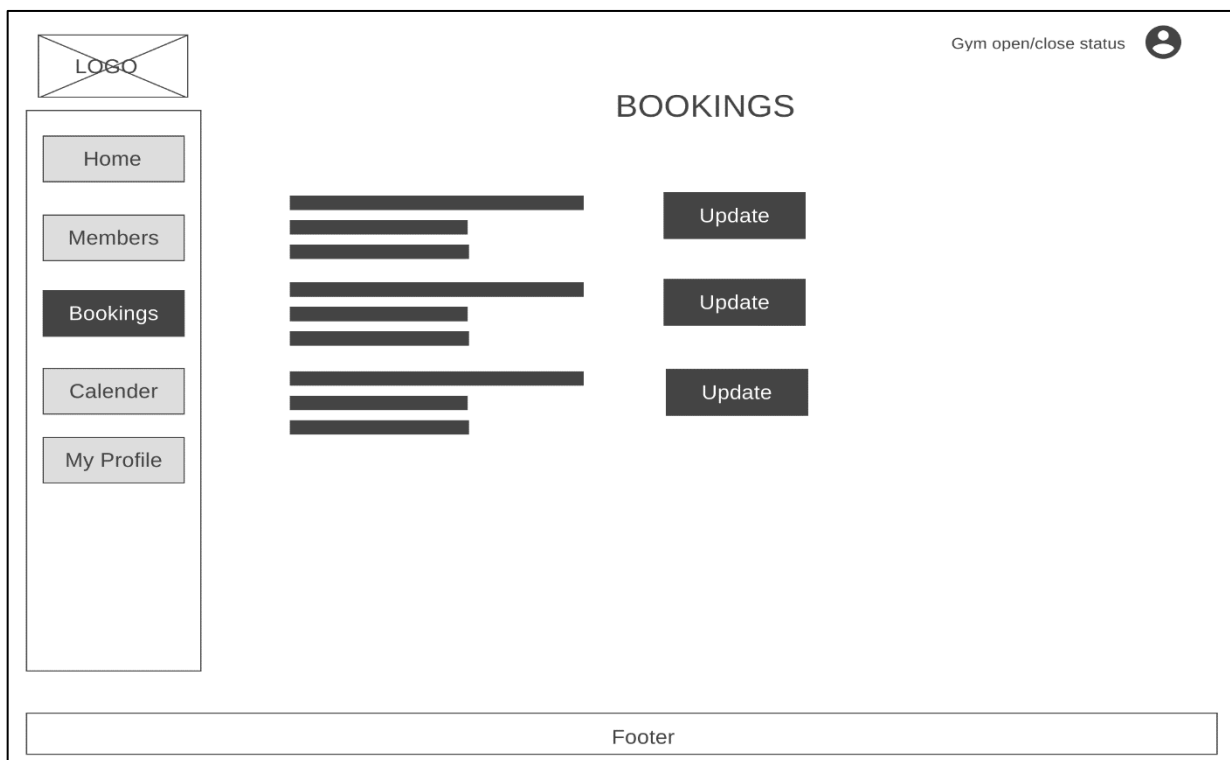 LOGO
Gym open/close status
BOOKINGS
Home
Members
Bookings
Calender
My Profile
Update
Update
Update
Footer